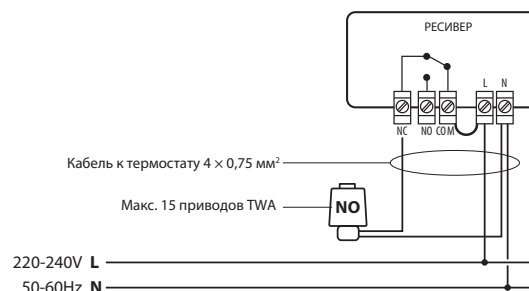 РЕСИВЕР
L N
NC NO COM
Кабель к термостату 4 × 0,75 мм²
Макс. 15 приводов TWA
NO
220-240V L
50-60Hz N